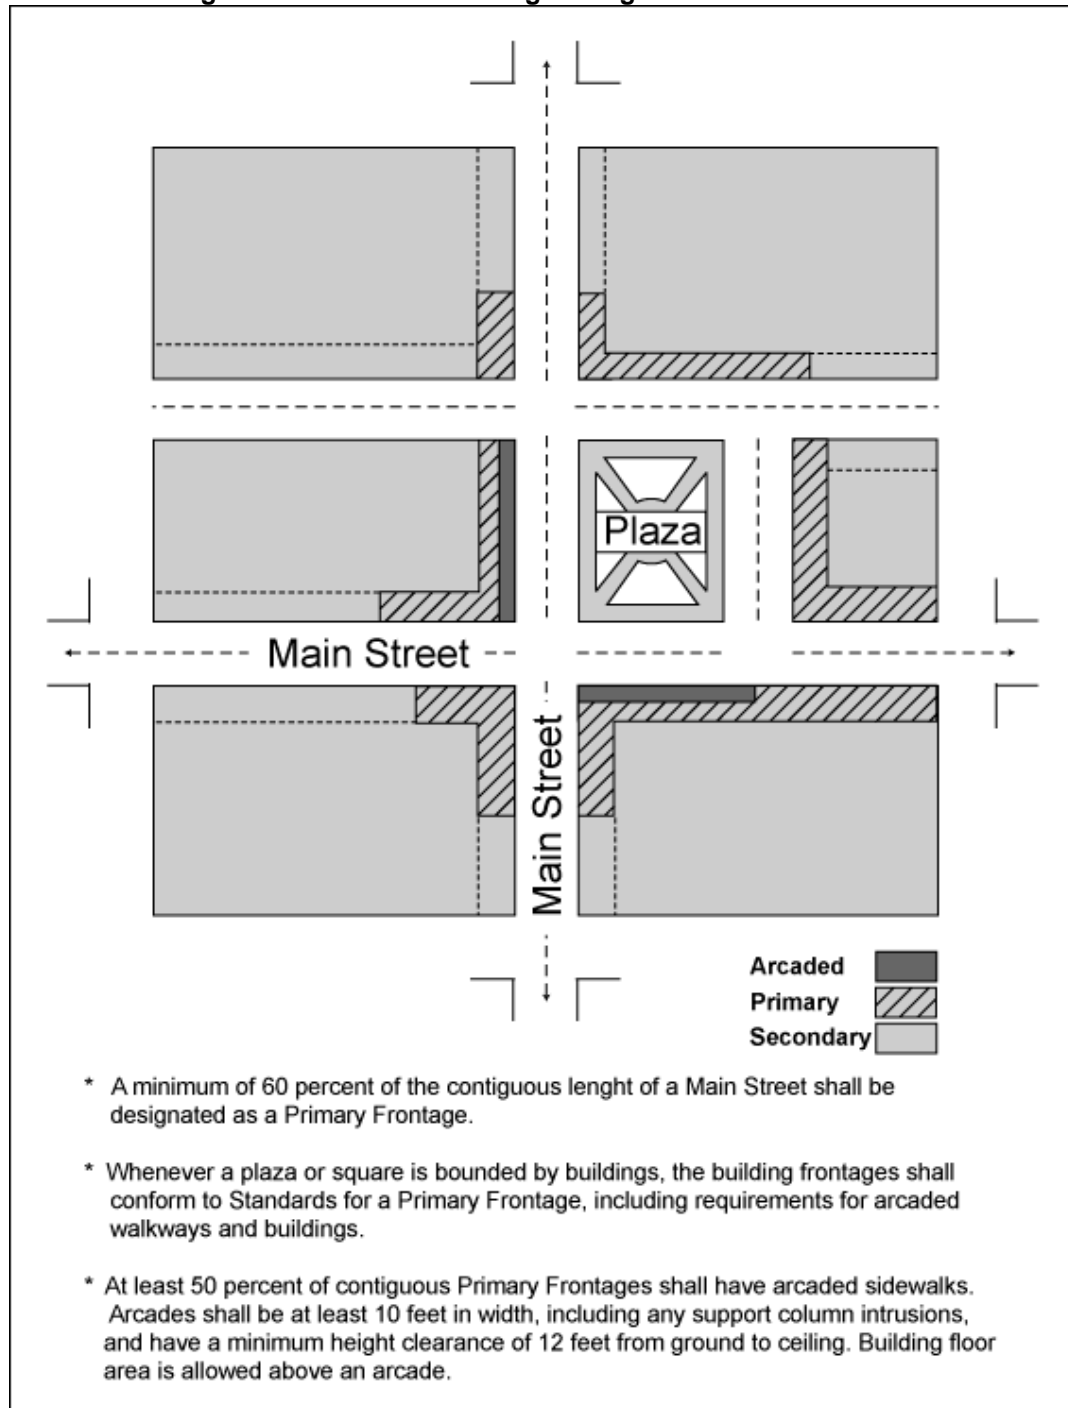 Plaza
Main Street
Main Street
Arcaded
Primary
Secondary
* A minimum of 60 percent of the contiguous lenght of a Main Street shall be
designated as a Primary Frontage.
* Whenever a plaza or square is bounded by buildings, the building frontages shall
conform to Standards for a Primary Frontage, including requirements for arcaded
walkways and buildings.
* At least 50 percent of contiguous Primary Frontages shall have arcaded sidewalks.
Arcades shall be at least 10 feet in width, including any support column intrusions,
and have a minimum height clearance of 12 feet from ground to ceiling. Building floor
area is allowed above an arcade.